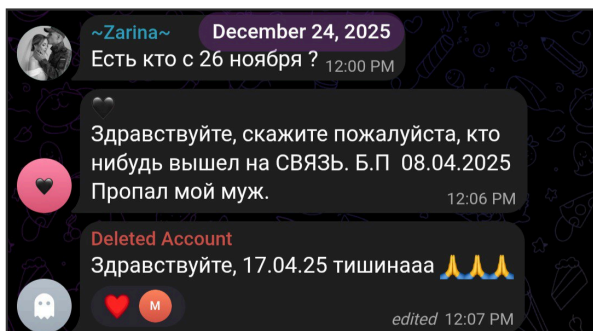 ~Zarina~
December 24, 2025
Есть кто с 26 ноября ? 12:00 PM
🖤
Здравствуйте, скажите пожалуйста, кто
нибудь вышел на СВЯЗЬ. Б.П 08.04.2025
Пропал мой муж. 12:06 PM
Deleted Account
Здравствуйте, 17.04.25 тишинааа 🙏🙏🙏
❤️ M
edited 12:07 PM